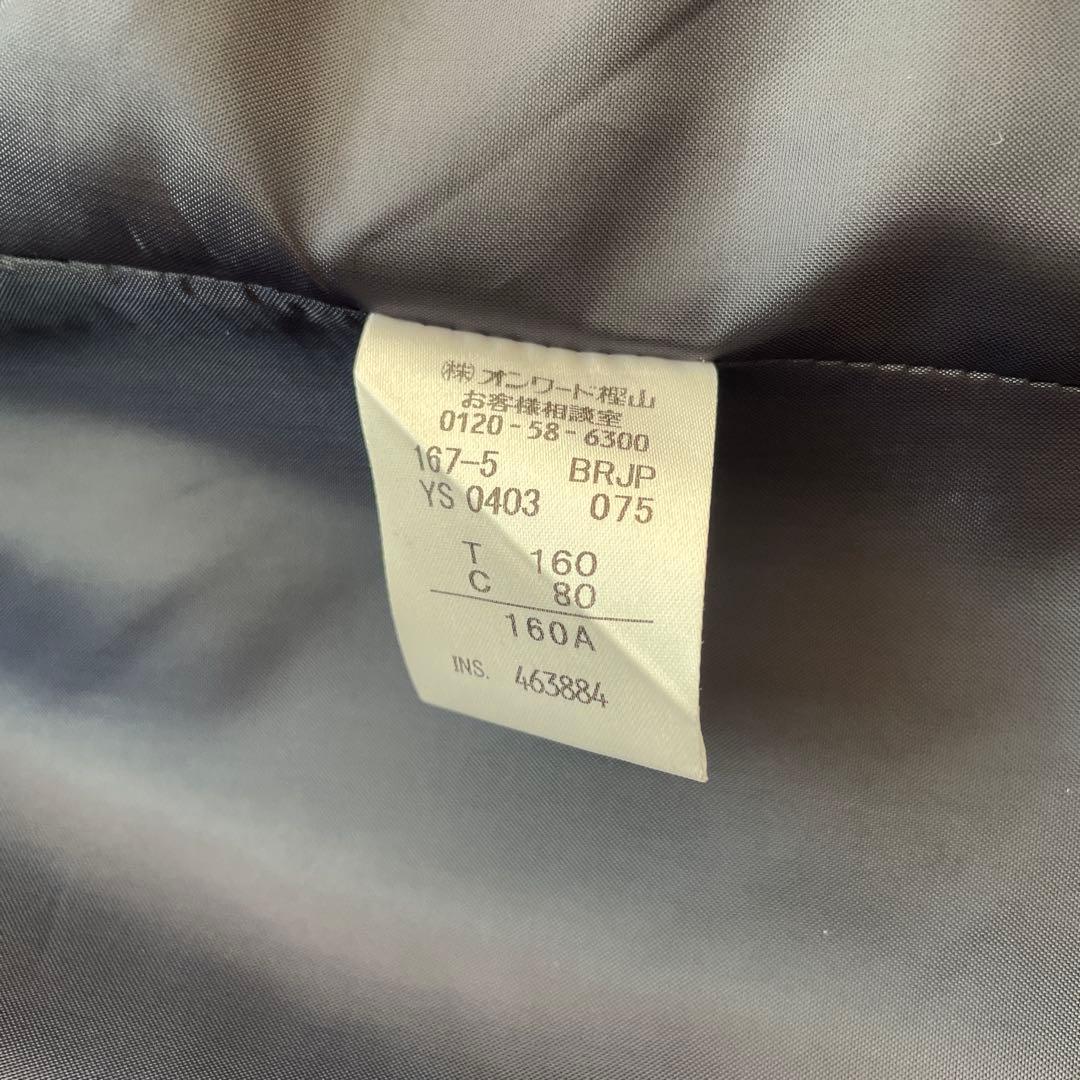 ㈱オンワード樫山
お客様相談室
0120-58-6300
167-5 BRJP
YS 0403 075
T 160
C 80
160A
INS. 463884